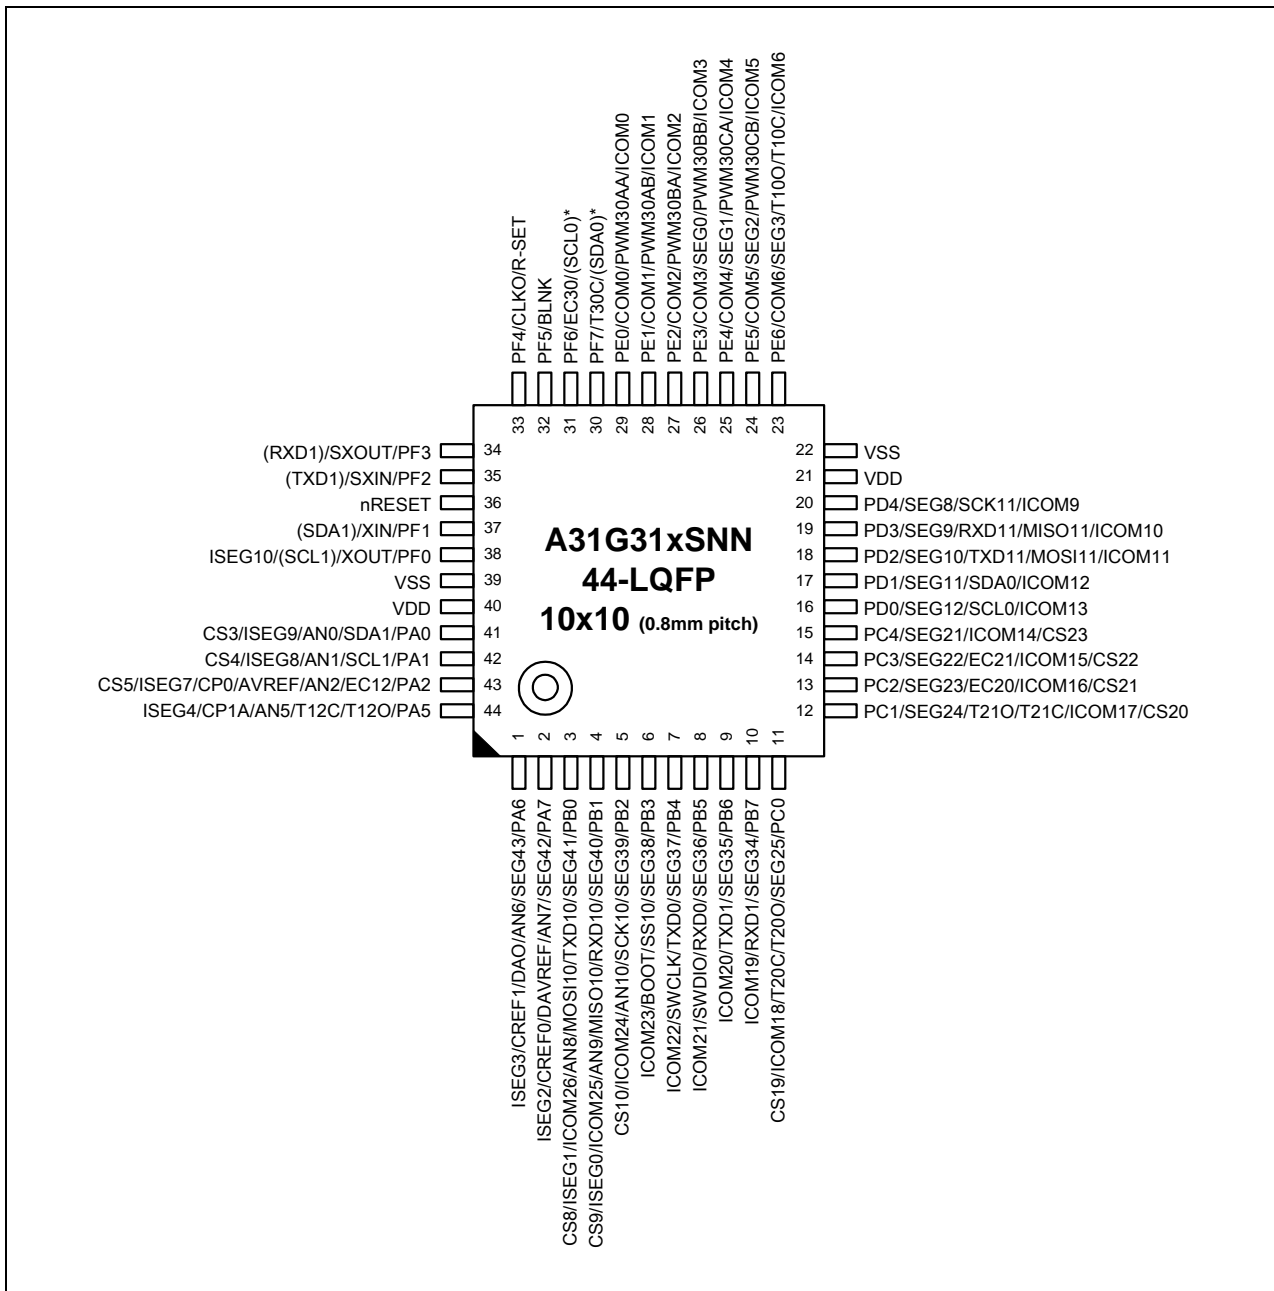 PF4/CLKO/R-SET
PF5/BLNK
PF6/EC30/(SCL0)*
PF7/T30C/(SDA0)*
PE0/COM0/PWM30AA/ICOM0
PE1/COM1/PWM30AB/ICOM1
PE2/COM2/PWM30BA/ICOM2
PE3/COM3/SEG0/PWM30BB/ICOM3
PE4/COM4/SEG1/PWM30CA/ICOM4
PE5/COM5/SEG2/PWM30CB/ICOM5
PE6/COM6/SEG3/T10O/T10C/ICOM6
33 32 31 30 29 28 27 26 25 24 23
(RXD1)/SXOUT/PF3 34
(TXD1)/SXIN/PF2 35
nRESET 36
(SDA1)/XIN/PF1 37
ISEG10/(SCL1)/XOUT/PF0 38
VSS 39
VDD 40
CS3/ISEG9/AN0/SDA1/PA0 41
CS4/ISEG8/AN1/SCL1/PA1 42
CS5/ISEG7/CP0/AVREF/AN2/EC12/PA2 43
ISEG4/CP1A/AN5/T12C/T12O/PA5 44
A31G31xSNN
44-LQFP
10x10 (0.8mm pitch)
22 VSS
21 VDD
20 PD4/SEG8/SCK11/ICOM9
19 PD3/SEG9/RXD11/MISO11/ICOM10
18 PD2/SEG10/TXD11/MOSI11/ICOM11
17 PD1/SEG11/SDA0/ICOM12
16 PD0/SEG12/SCL0/ICOM13
15 PC4/SEG21/ICOM14/CS23
14 PC3/SEG22/EC21/ICOM15/CS22
13 PC2/SEG23/EC20/ICOM16/CS21
12 PC1/SEG24/T21O/T21C/ICOM17/CS20
1 2 3 4 5 6 7 8 9 10 11
ISEG3/CREF1/DAO/AN6/SEG43/PA6
ISEG2/CREF0/DAVREF/AN7/SEG42/PA7
CS8/ISEG1/ICOM26/AN8/MOSI10/TXD10/SEG41/PB0
CS9/ISEG0/ICOM25/AN9/MISO10/RXD10/SEG40/PB1
CS10/ICOM24/AN10/SCK10/SEG39/PB2
ICOM23/BOOT/SS10/SEG38/PB3
ICOM22/SWCLK/TXD0/SEG37/PB4
ICOM21/SWDIO/RXD0/SEG36/PB5
ICOM20/TXD1/SEG35/PB6
ICOM19/RXD1/SEG34/PB7
CS19/ICOM18/T20C/T20O/SEG25/PC0